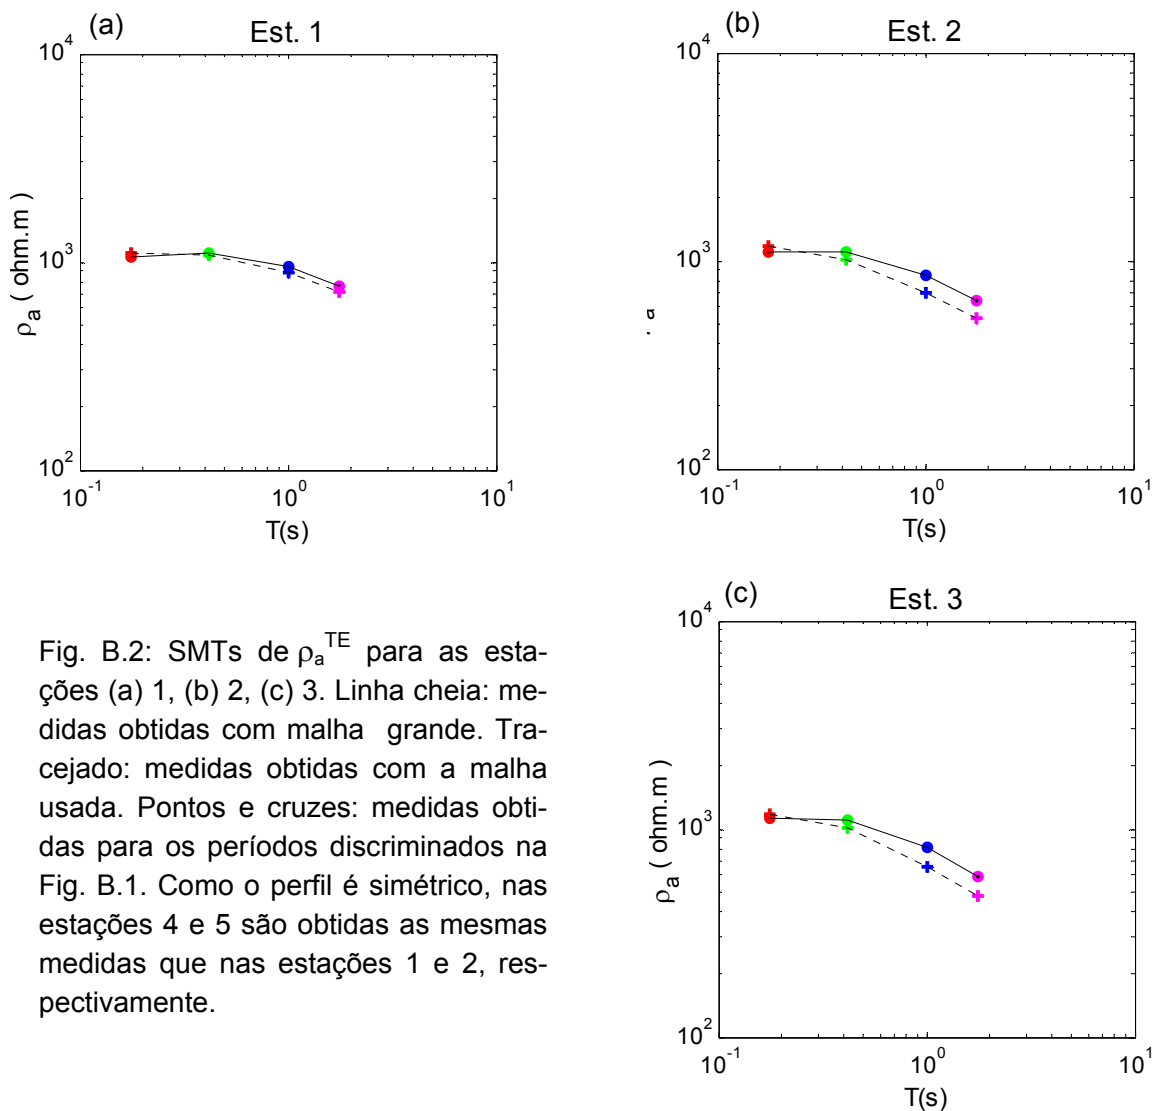 (a)
Est. 1
10^4
10^3
10^2
ρ_a ( ohm.m )
10^-1
10^0
10^1
T(s)
(b)
Est. 2
10^4
10^3
10^2
10^-1
10^0
10^1
T(s)
(c)
Est. 3
10^4
10^3
10^2
ρ_a ( ohm.m )
10^-1
10^0
10^1
T(s)
Fig. B.2: SMTs de ρ_a^TE para as esta-
ções (a) 1, (b) 2, (c) 3. Linha cheia: me-
didas obtidas com malha grande. Tra-
cejado: medidas obtidas com a malha
usada. Pontos e cruzes: medidas obti-
das para os períodos discriminados na
Fig. B.1. Como o perfil é simétrico, nas
estações 4 e 5 são obtidas as mesmas
medidas que nas estações 1 e 2, res-
pectivamente.